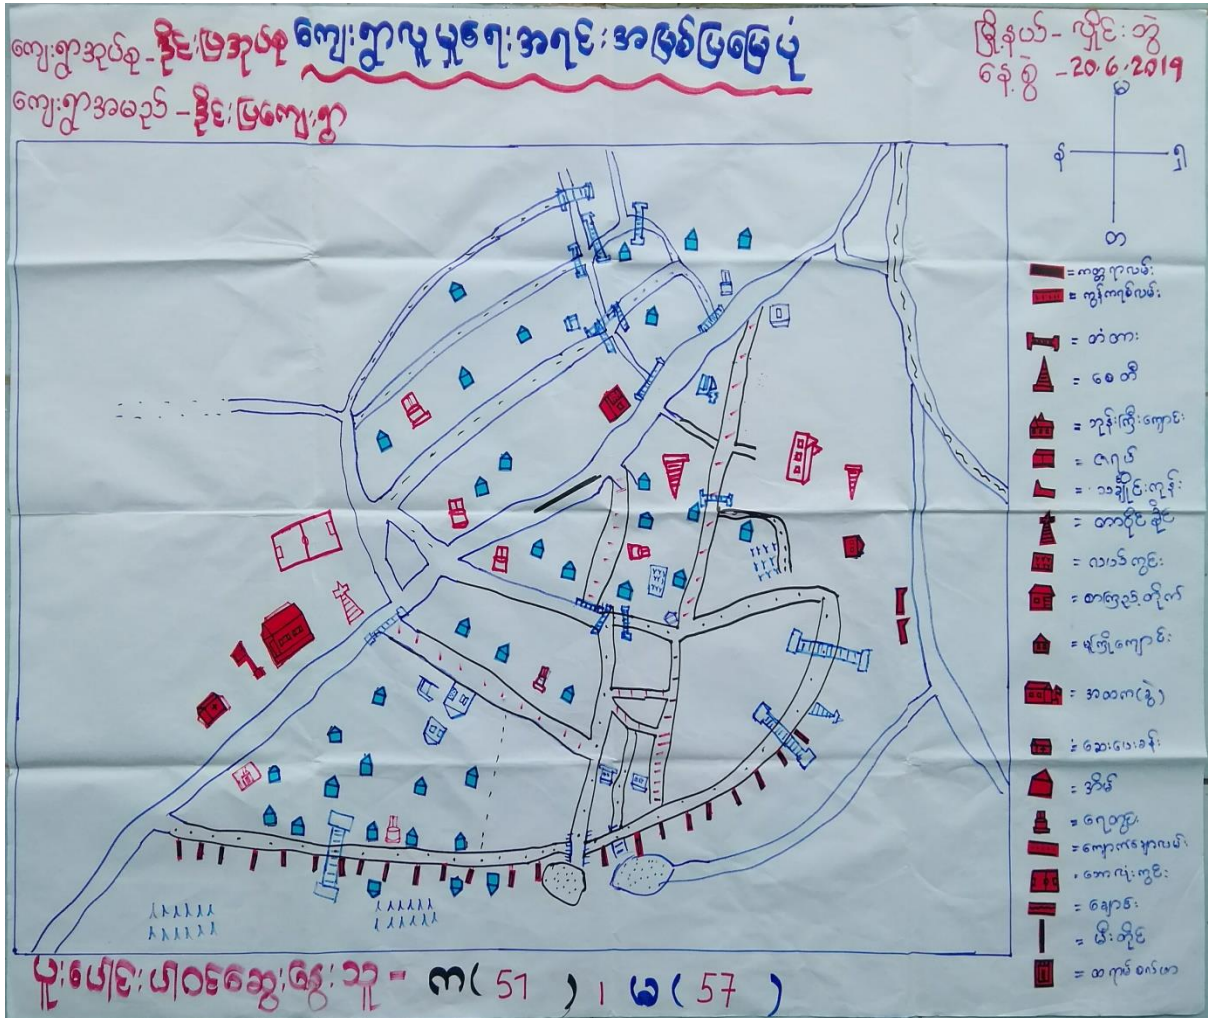 ကျေးရွာလူမှုရေးအရင်းအမြစ်ပြမြေပုံ
ကျေးရွာအုပ်စု - ဒိုင်းမြအုပ်စု
ကျေးရွာအမည် - ဒိုင်းမြကျေးရွာ
မြို့နယ် - လှိုင်းဘွဲ
နေ့စွဲ - 20.6.2019
မ
န ရှ
တ
= ကတ္တရာလမ်း
= ကွန်ကရစ်လမ်း
= တံတား
= စေတီ
= ဘုန်းကြီးကျောင်း
= ဇရပ်
= သင်္ချိုင်းကုန်း
= တာဝိုင်တိုင်
= လယ်ကွင်း
= စာကြည့်တိုက်
= မူကြိုကျောင်း
= အထက(ခွဲ)
= ဆေးပေးခန်း
= အိမ်
= ရေတွင်း
= ကျောက်ချောလမ်း
= ဘောလုံးကွင်း
= ချောင်း
= မီးတိုင်
= ထရန်စဖော်မာ
ပူးပေါင်းပါဝင်ဆွေးနွေးသူ - က( 51 ) ၊ မ ( 57 )